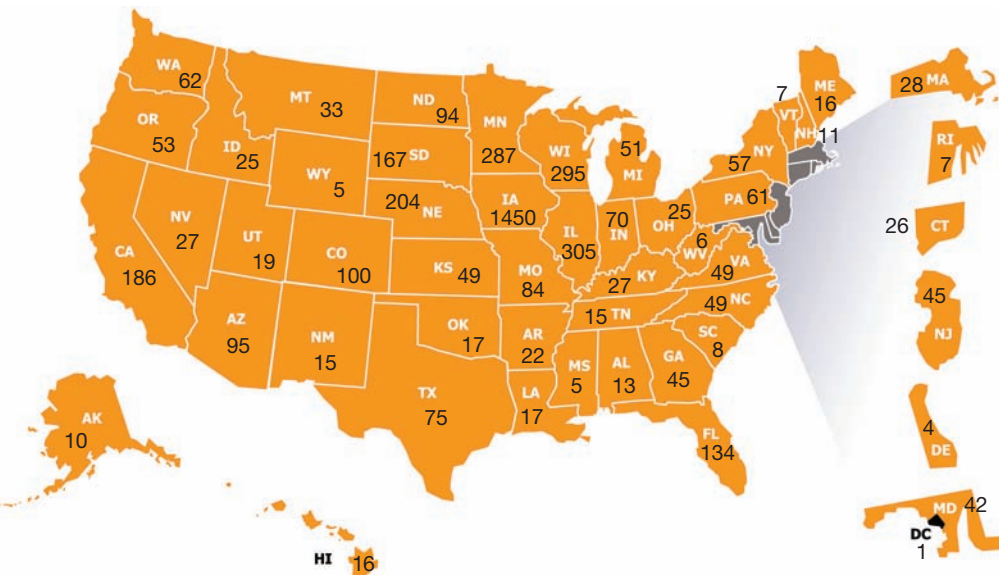 WA
62
OR
53
ID
25
MT
33
WY
5
ND
94
167 SD
204 NE
MN
287
WI
295
51
MI
7
VT
ME
16
NH
11
28 MA
NY
57
PA 61
RI
7
CA
186
NV
27
UT
19
CO
100
KS 49
IA
1450
MO
84
IL
305
70
IN
25
OH
6
WV
VA
49
27 KY
49 NC
15 TN
SC
8
26 CT
45
NJ
AZ
95
NM
15
OK
17
AR
22
MS
5
AL
13
GA
45
TX
75
LA
17
FL
134
4
DE
AK
10
HI 16
MD 42
DC
1